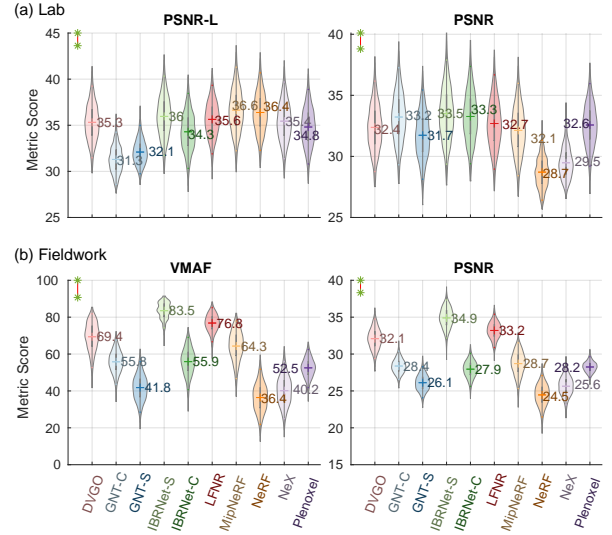 (a) Lab
PSNR-L
PSNR
45
40
35
30
25
Metric Score
35.3
31.3
32.1
36
34.3
35.6
36.6
36.4
35.4
34.8
40
35
30
25
32.4
33.2
31.7
33.5
33.3
32.7
32.1
28.7
29.5
32.6
(b) Fieldwork
VMAF
PSNR
100
80
60
40
20
0
Metric Score
69.4
55.8
41.8
83.5
55.9
76.8
64.3
36.4
40.2
52.5
40
35
30
25
20
15
32.1
28.4
26.1
34.9
27.9
33.2
28.7
24.5
25.6
28.2
DVGO
GNT-C
GNT-S
IBRNet-S
IBRNet-C
LFNR
MipNeRF
NeRF
NeX
Plenoxel
DVGO
GNT-C
GNT-S
IBRNet-S
IBRNet-C
LFNR
MipNeRF
NeRF
NeX
Plenoxel